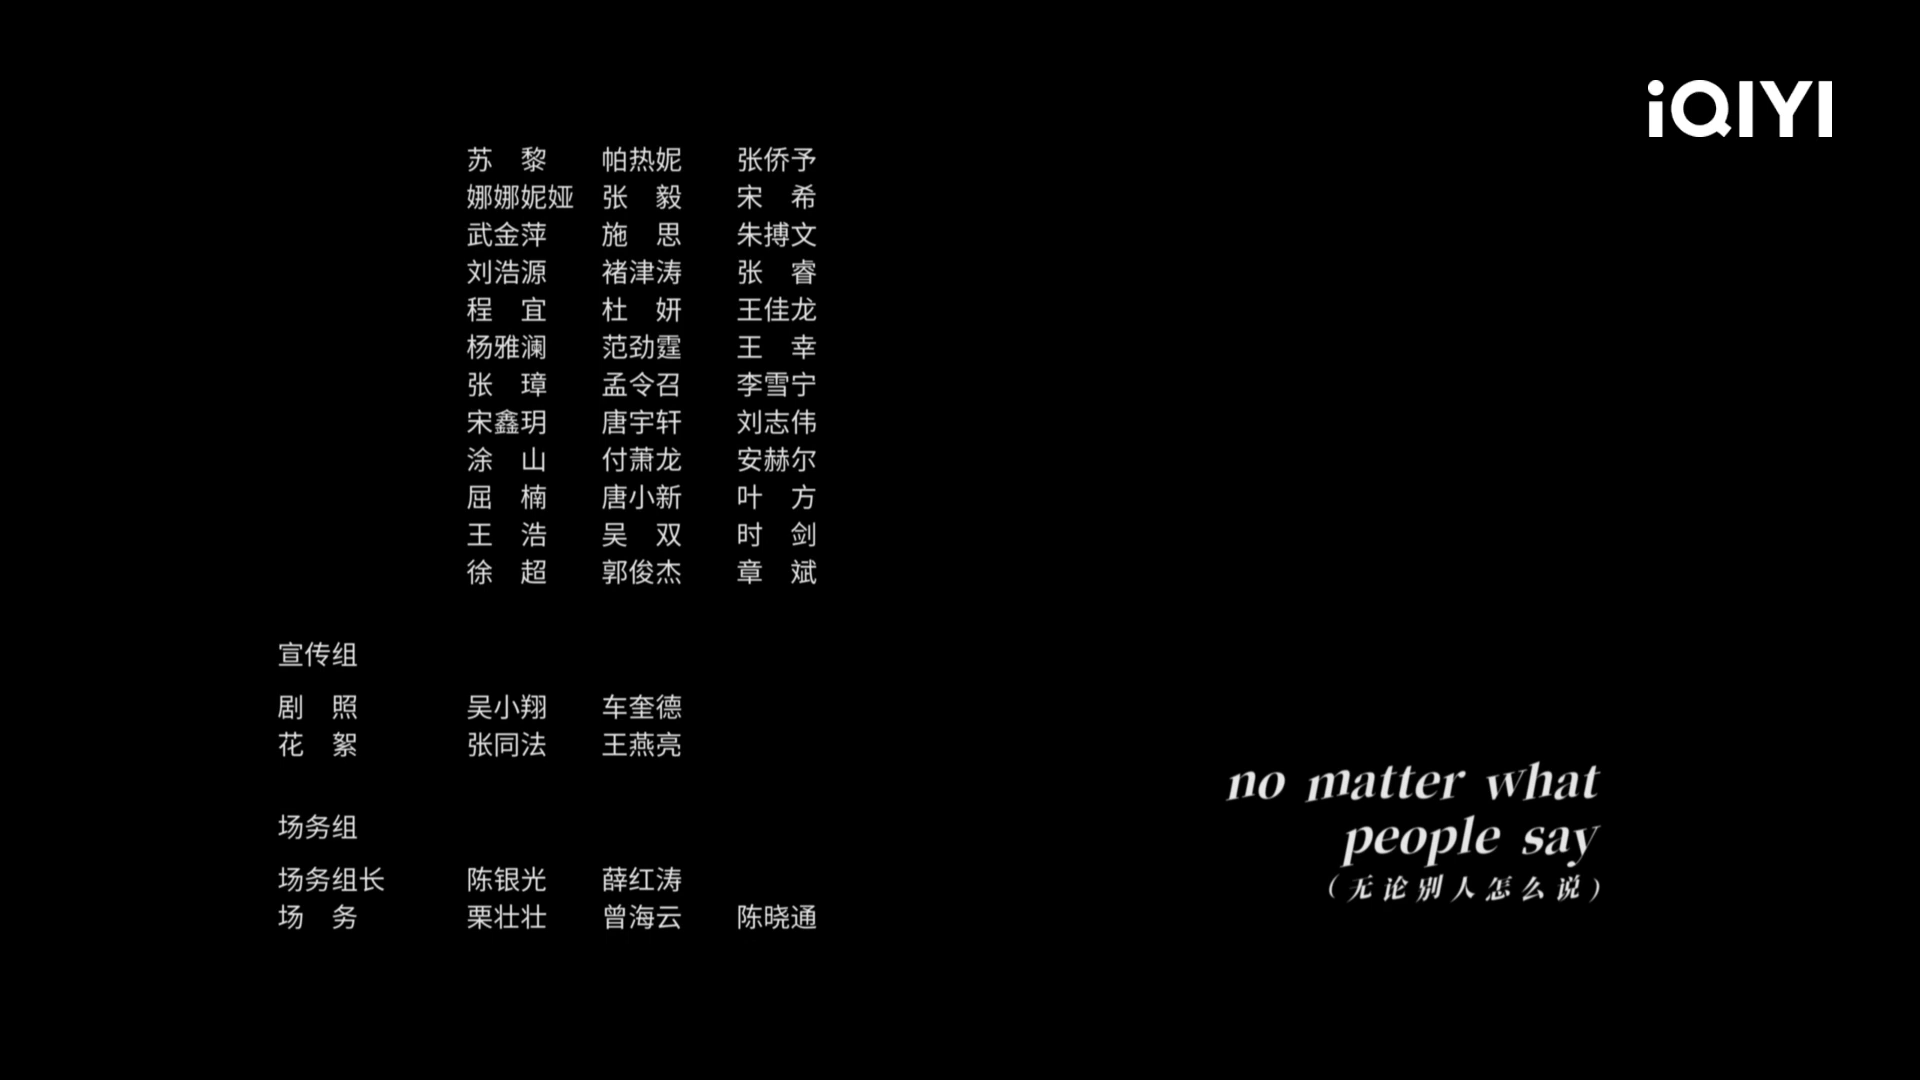 iQIYI
苏　黎　帕热妮　张侨予
娜娜妮娅　张　毅　宋　希
武金萍　施　思　朱搏文
刘浩源　褚津涛　张　睿
程　宜　杜　妍　王佳龙
杨雅澜　范劲霆　王　幸
张　璋　孟令召　李雪宁
宋鑫玥　唐宇轩　刘志伟
涂　山　付萧龙　安赫尔
屈　楠　唐小新　叶　方
王　浩　吴　双　时　剑
徐　超　郭俊杰　章　斌
宣传组
剧　照　吴小翔　车奎德
花　絮　张同法　王燕亮
场务组
场务组长　陈银光　薛红涛
场　务　栗壮壮　曾海云　陈晓通
no matter what
people say
（无论别人怎么说）